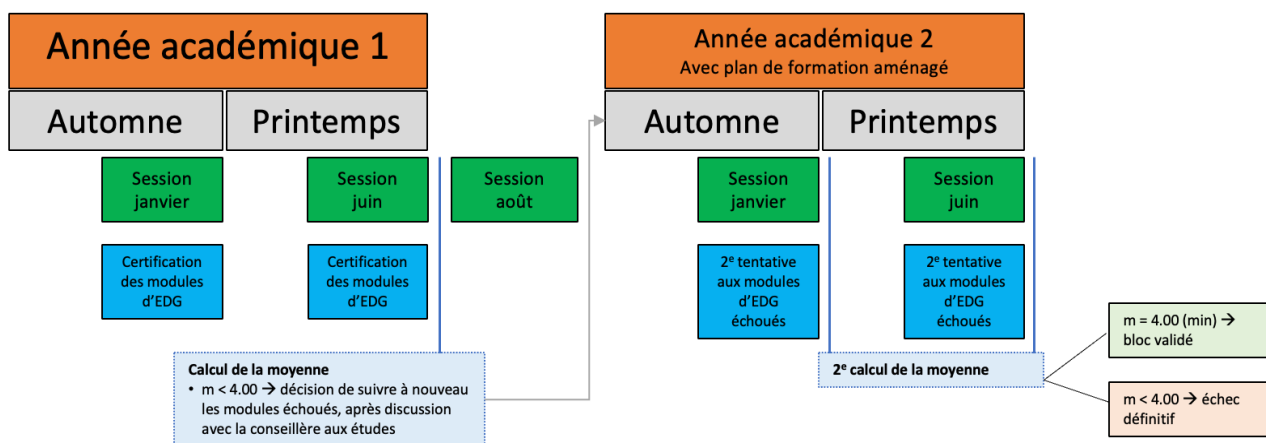 Année académique 1
Automne
Printemps
Session
janvier
Session
juin
Session
août
Certification
des modules
d'EDG
Certification
des modules
d'EDG
Calcul de la moyenne
• m < 4.00 → décision de suivre à nouveau
les modules échoués, après discussion
avec la conseillère aux études
Année académique 2
Avec plan de formation aménagé
Automne
Printemps
Session
janvier
Session
juin
2e tentative
aux modules
d'EDG
échoués
2e tentative
aux modules
d'EDG
échoués
2e calcul de la moyenne
m = 4.00 (min) →
bloc validé
m < 4.00 → échec
définitif